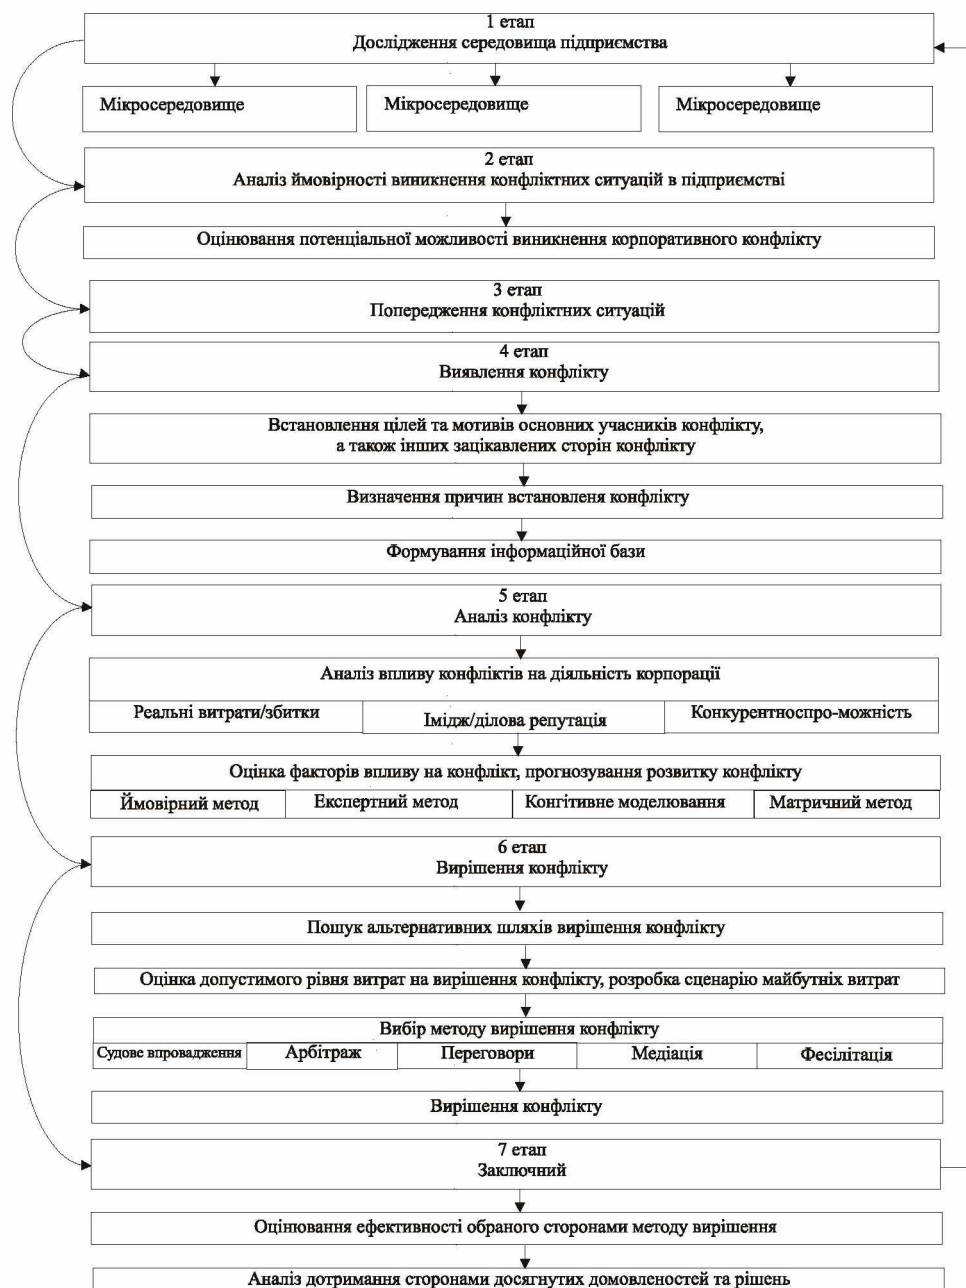 1 етап
Дослідження середовища підприємства
Мікросередовище
Мікросередовище
Мікросередовище
2 етап
Аналіз ймовірності виникнення конфліктних ситуацій в підприємстві
Оцінювання потенціальної можливості виникнення корпоративного конфлікту
3 етап
Попередження конфліктних ситуацій
4 етап
Виявлення конфлікту
Встановлення цілей та мотивів основних учасників конфлікту,
а також інших зацікавлених сторін конфлікту
Визначення причин встановленя конфлікту
Формування інформаційної бази
5 етап
Аналіз конфлікту
Аналіз впливу конфліктів на діяльність корпорації
Реальні витрати/збитки
Імідж/ділова репутація
Конкурентноспро-можність
Оцінка факторів впливу на конфлікт, прогнозування розвитку конфлікту
Ймовірний метод
Експертний метод
Конгітивне моделювання
Матричний метод
6 етап
Вирішення конфлікту
Пошук альтернативних шляхів вирішення конфлікту
Оцінка допустимого рівня витрат на вирішення конфлікту, розробка сценарію майбутніх витрат
Вибір методу вирішення конфлікту
Судове впровадження
Арбітраж
Переговори
Медіація
Фесілітація
Вирішення конфлікту
7 етап
Заключний
Оцінювання ефективності обраного сторонами методу вирішення
Аналіз дотримання сторонами досягнутих домовленостей та рішень